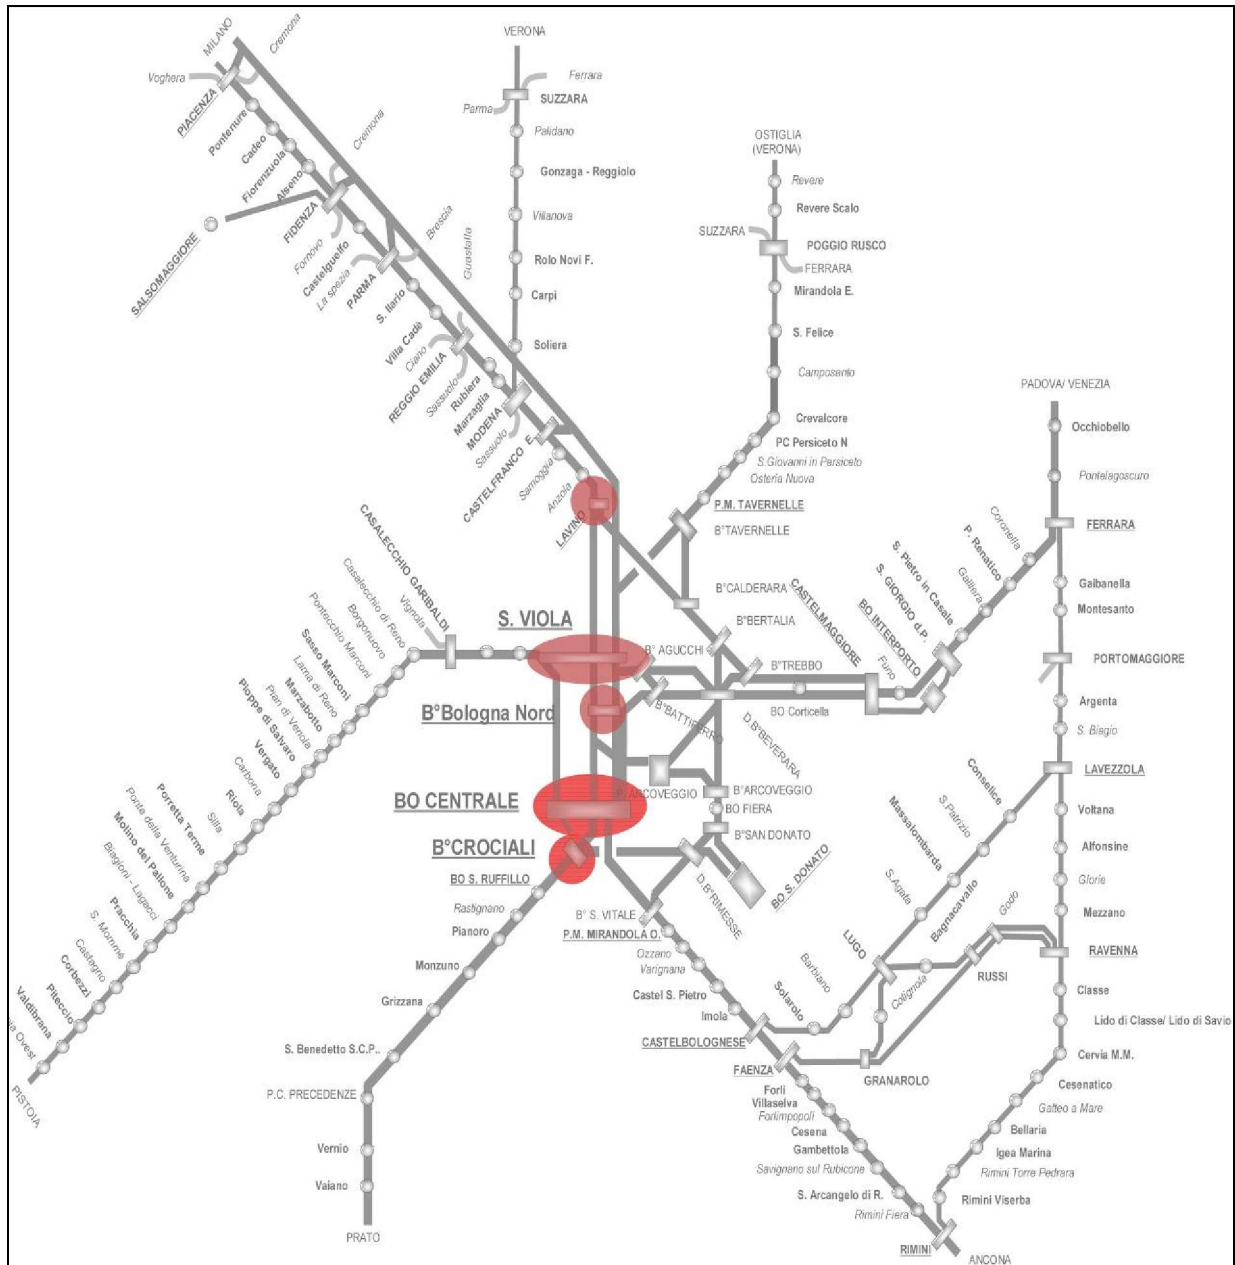 MILANO
Cremona
Voghera
PIACENZA
Pontenure
Cadeo
Fiorenzuola
Alseno
Cremona
FIDENZA
SALSOMAGGIORE
Fornovo
Castelguelfo
La spezia
PARMA
Brescia
S. Ilario
Guastalla
Villa Cadè
Ciano
REGGIO EMILIA
Sassuolo
Rubiera
Marzaglia
MODENA
Sassuolo
CASTELFRANCO E.
Samoggia
Anzola
LAVINO
VERONA
Ferrara
Parma
SUZZARA
Palidano
Gonzaga - Reggiolo
Villanova
Rolo Novi F.
Carpi
Soliera
OSTIGLIA
(VERONA)
Revere
Revere Scalo
SUZZARA
POGGIO RUSCO
FERRARA
Mirandola E.
S. Felice
Camposanto
Crevalcore
PC Persiceto N
S.Giovanni in Persiceto
Osteria Nuova
P.M. TAVERNELLE
B°TAVERNELLE
B°CALDERARA
B°BERTALIA
B°TREBBO
PADOVA/ VENEZIA
Occhiobello
Pontelagoscuro
FERRARA
Coronella
P. Renatico
Galliera
S. Pietro in Casale
S. GIORGIO d.P.
BO INTERPORTO
Funo
CASTELMAGGIORE
BO Corticella
Gaibanella
Montesanto
PORTOMAGGIORE
Argenta
S. Biagio
LAVEZZOLA
Voltana
Alfonsine
Glorie
Mezzano
RAVENNA
Classe
Lido di Classe/ Lido di Savio
Cervia M.M.
Cesenatico
Gatteo a Mare
Bellaria
Igea Marina
Rimini Torre Pedrara
Rimini Viserba
RIMINI
ANCONA
CASALECCHIO GARIBALDI
Vignola
Casalecchio di Reno
Borgonuovo
Pontecchio Marconi
Sasso Marconi
Lama di Reno
Marzabotto
Pian di Venola
Pioppe di Salvaro
Vergato
Carbona
Riola
Silla
Porretta Terme
Ponte della Venturina
Molino del Pallone
Biagioni - Lagacci
Pracchia
S. Mommè
Castagno
Corbezzi
Piteccio
Valdibrana
Ovest
PISTOIA
S. VIOLA
B° AGUCCHI
B°Bologna Nord
B°BATTIFERRO
D.B°BEVERARA
ARCOVEGGIO
B°ARCOVEGGIO
BO FIERA
B°SAN DONATO
BO CENTRALE
B°CROCIALI
BO S. DONATO
D.B°RIMESSE
BO S. RUFFILLO
Rastignano
Pianoro
Monzuno
Grizzana
S. Benedetto S.C.P..
P.C. PRECEDENZE
Vernio
Vaiano
PRATO
B° S. VITALE
P.M. MIRANDOLA O.
Ozzano
Varignana
Castel S. Pietro
Imola
CASTELBOLOGNESE
FAENZA
Forlì
Villaselva
Forlimpopoli
Cesena
Gambettola
Savignano sul Rubicone
S. Arcangelo di R.
Rimini Fiera
Conselice
S.Patrizio
Massalombarda
S.Agata
LUGO
Bagnacavallo
Godo
RUSSI
Cotignola
Barbiano
Solarolo
GRANAROLO